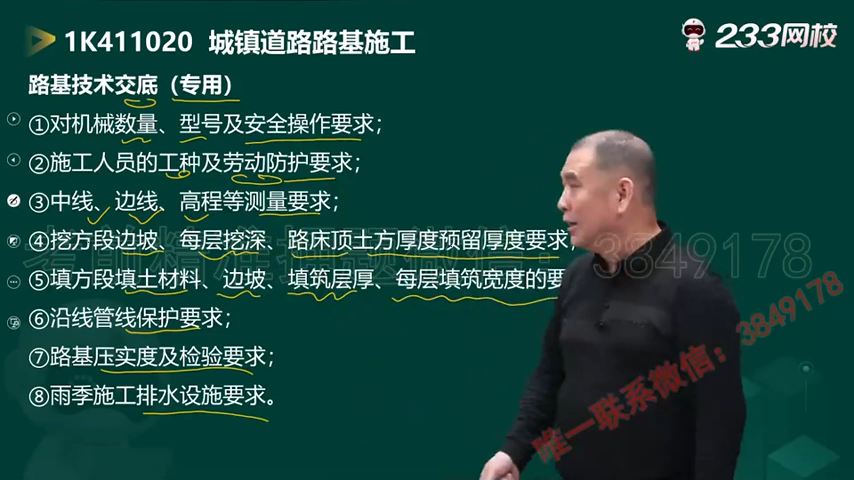 1K411020 城镇道路路基施工
233网校
路基技术交底（专用）
①对机械数量、型号及安全操作要求；
②施工人员的工种及劳动防护要求；
③中线、边线、高程等测量要求；
④挖方段边坡、每层挖深、路床顶土方厚度预留厚度要求，
⑤填方段填土材料、边坡、填筑层厚、每层填筑宽度的要
⑥沿线管线保护要求；
⑦路基压实度及检验要求；
⑧雨季施工排水设施要求。
3849178
唯一联系微信：3849178